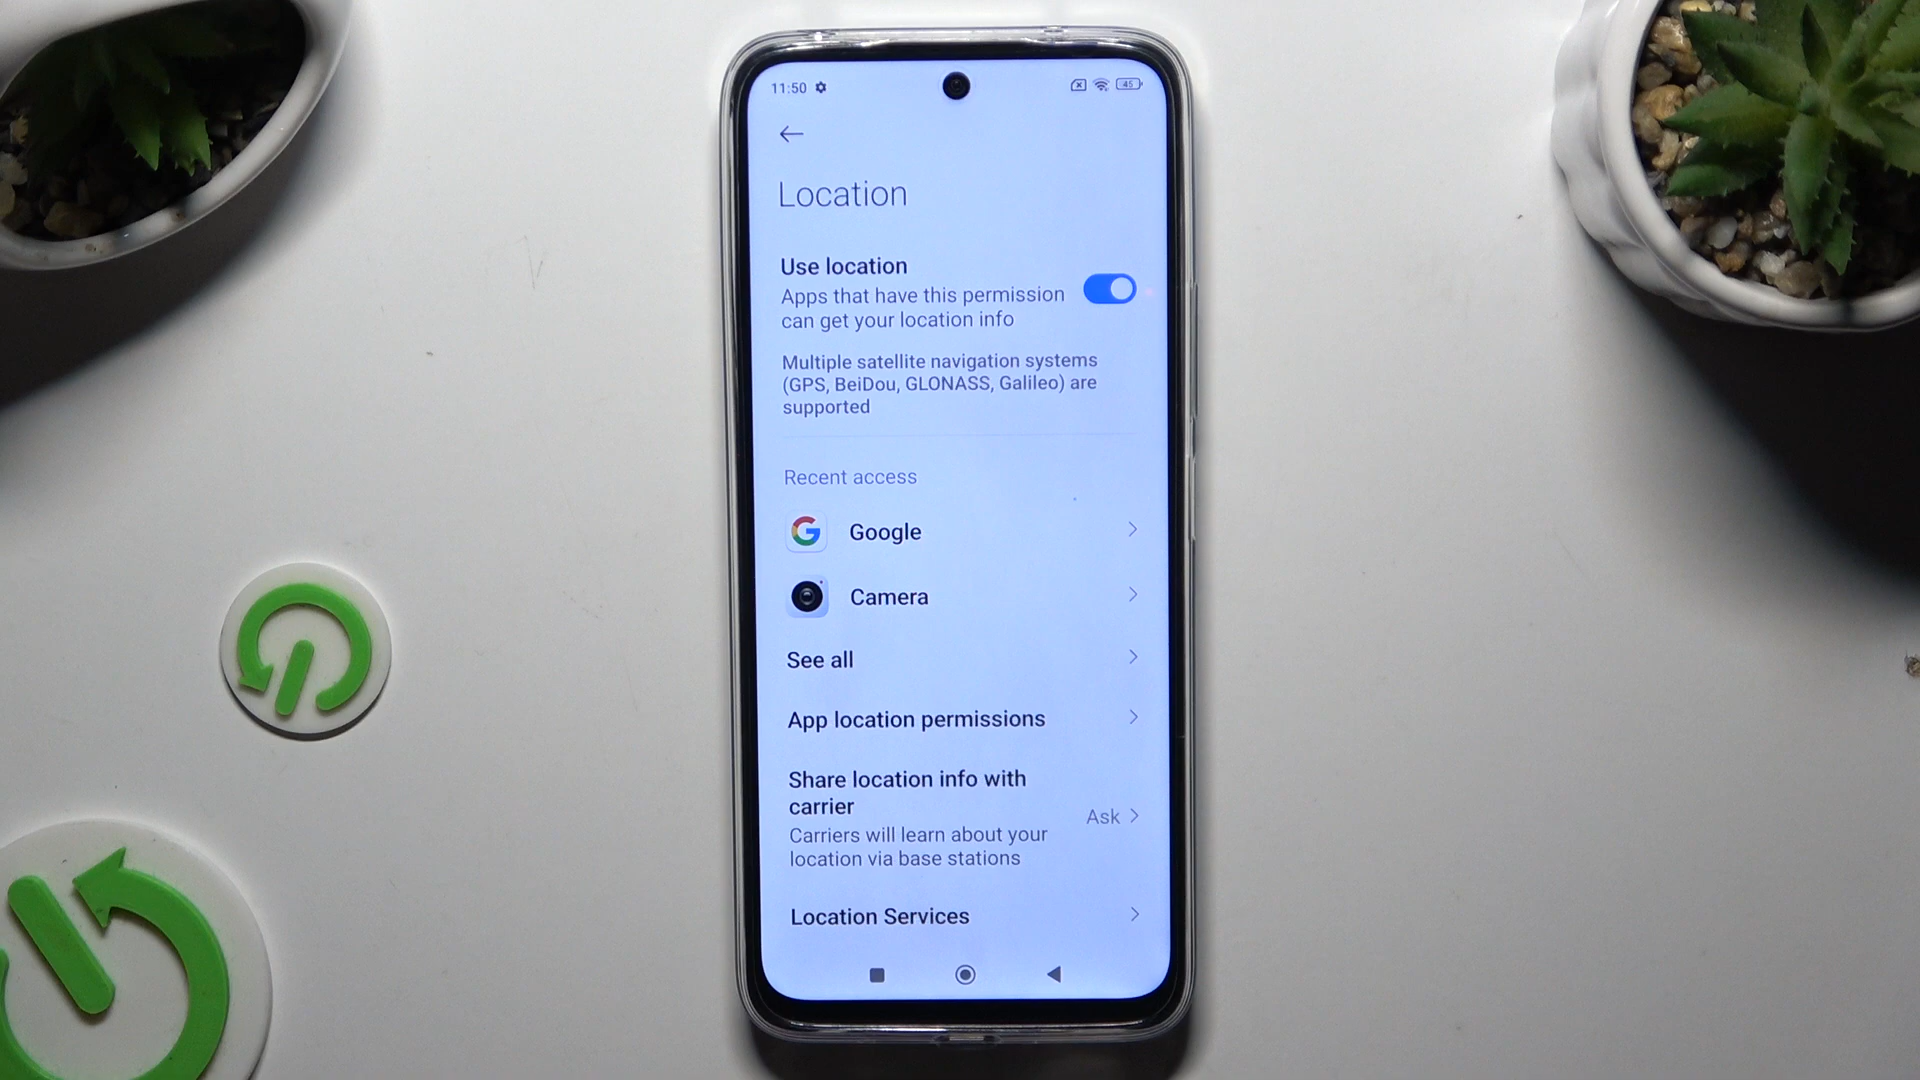 11:50
45
Location
Use location
Apps that have this permission
can get your location info
Multiple satellite navigation systems
(GPS, BeiDou, GLONASS, Galileo) are
supported
Recent access
Google
Camera
See all
App location permissions
Share location info with
carrier
Ask
Carriers will learn about your
location via base stations
Location Services